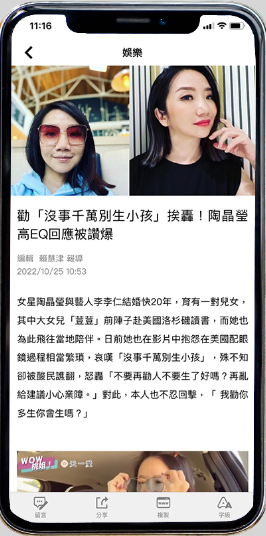 11:16
娛樂
勸「沒事千萬別生小孩」挨轟！陶晶瑩
高EQ回應被讚爆
編輯 賴慧津 報導
2022/10/25 10:53
女星陶晶瑩與藝人李李仁結婚快20年，育有一對兒女，
其中大女兒「荳荳」前陣子赴美國洛杉磯讀書，而她也
為此飛往當地陪伴。日前她也在影片中抱怨在美國配眼
鏡過程相當繁瑣，哀嘆「沒事千萬別生小孩」，殊不知
卻被酸民譙翻，怒轟「不要再勸人不要生了好嗎？再亂
給建議小心業障。」對此，本人也不忍回擊，「 我勸你
多生你會生嗎？」
WOW
留言
分享
複製
字級